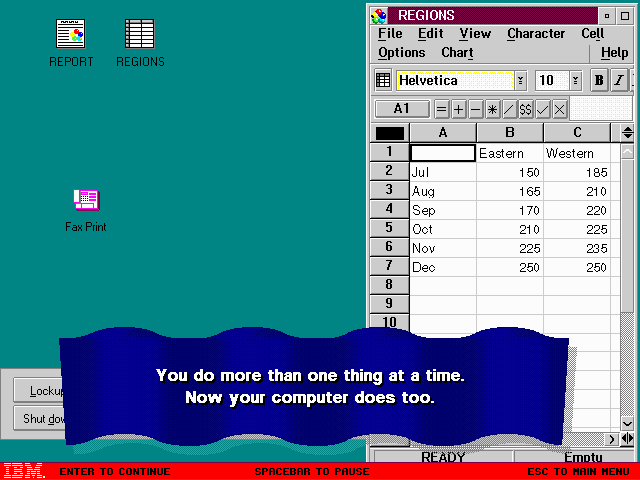 REPORT
REGIONS
Fax Print
REGIONS
File Edit View Character Cell
Options Chart Help
Helvetica 10 B I
A1 = + - * / $$
A B C
1 Eastern Western
2 Jul 150 185
3 Aug 165 210
4 Sep 170 220
5 Oct 210 225
6 Nov 225 235
7 Dec 250 250
8
9
10
You do more than one thing at a time.
Now your computer does too.
Lockup
Shut dow
READY Empty
IBM. ENTER TO CONTINUE SPACEBAR TO PAUSE ESC TO MAIN MENU